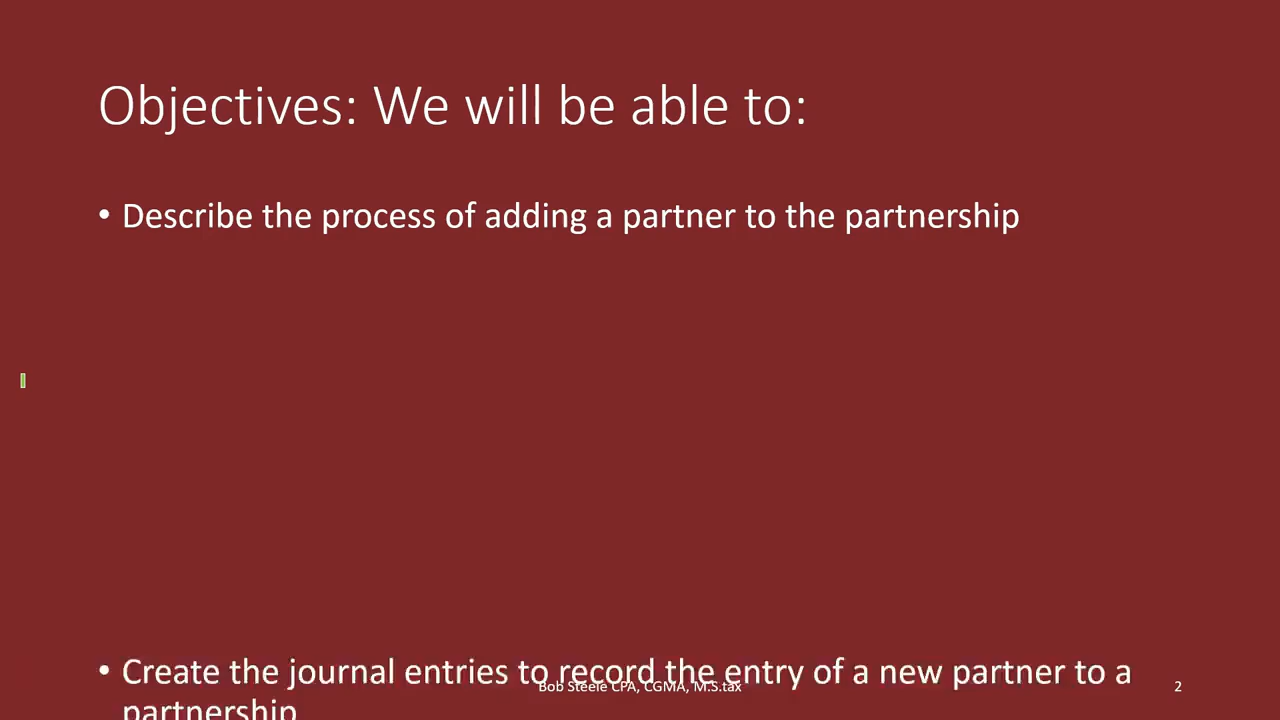 Objectives: We will be able to:
• Describe the process of adding a partner to the partnership
• Create the journal entries to record the entry of a new partner to a
partnership
Bob Steele CPA, CGMA, M.S.tax
2